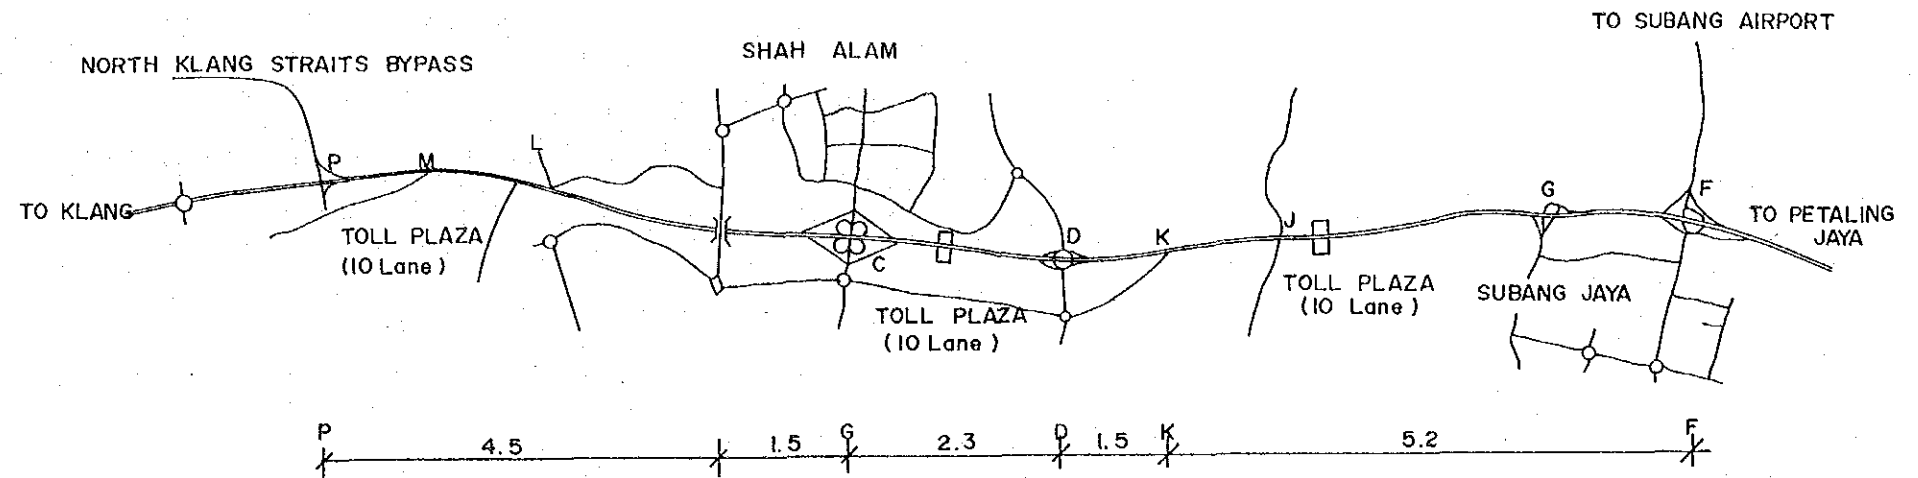 TO SUBANG AIRPORT
SHAH ALAM
NORTH KLANG STRAITS BYPASS
L
P
M
G
F
TO KLANG
TO PETALING
JAYA
TOLL PLAZA
(10 Lane)
D
K
J
C
TOLL PLAZA
(10 Lane)
TOLL PLAZA
(10 Lane)
SUBANG JAYA
P
4.5
1.5
G
2.3
D
1.5
K
5.2
F